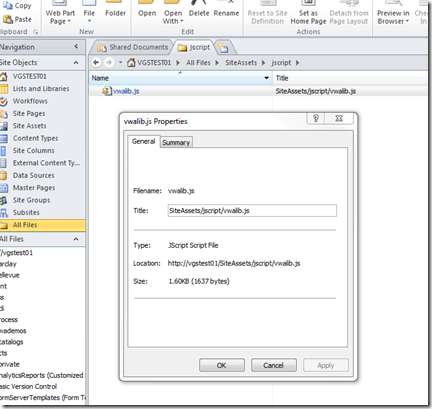 Paste
Copy
Web Part Page
File
Folder
Open
Open With
Edit
Delete
Rename
Reset to Site Definition
Set as Home Page
Detach from Page Layout
Preview in Browser
New
Edit
Actions
Navigation
Shared Documents
jscript
Site Objects
VGSTEST01
All Files
SiteAssets
jscript
VGSTEST01
Lists and Libraries
Workflows
Site Pages
Site Assets
Content Types
Site Columns
External Content Ty...
Data Sources
Master Pages
Site Groups
Subsites
All Files
Name
Title
vwalib.js
SiteAssets/jscript/vwalib.js
vwalib.js Properties
General
Summary
Filename: vwalib.js
Title: SiteAssets/jscript/vwalib.js
Type: JScript Script File
Location: http://vgstest01/SiteAssets/jscript/vwalib.js
Size: 1.60KB (1637 bytes)
OK
Cancel
Apply
All Files
//vgstest01
arday
ellevue
nt
ss
di
rocess
wademos
catalogs
cts
rivate
nalyticsReports (Customized
asic Version Control
ormServerTemplates (Form Te